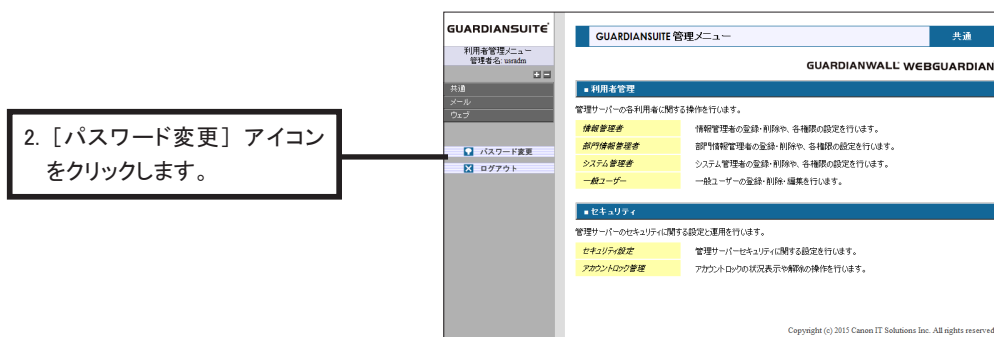 2. [パスワード変更] アイコン
をクリックします。
GUARDIANSUITE
利用者管理メニュー
管理者名: usradm
共通
メール
ウェブ
パスワード変更
ログアウト
GUARDIANSUITE 管理メニュー
共通
GUARDIANWALL WEBGUARDIAN
■利用者管理
管理サーバーの各利用者に関する操作を行います。
情報管理者 情報管理者の登録・削除や、各権限の設定を行います。
部門情報管理者 部門情報管理者の登録・削除や、各権限の設定を行います。
システム管理者 システム管理者の登録・削除や、各権限の設定を行います。
一般ユーザー 一般ユーザーの登録・削除・編集を行います。
■セキュリティ
管理サーバーのセキュリティに関する設定と運用を行います。
セキュリティ設定 管理サーバーセキュリティに関する設定を行います。
アカウントロック管理 アカウントロックの状況表示や解除の操作を行います。
Copyright (c) 2015 Canon IT Solutions Inc. All rights reserved